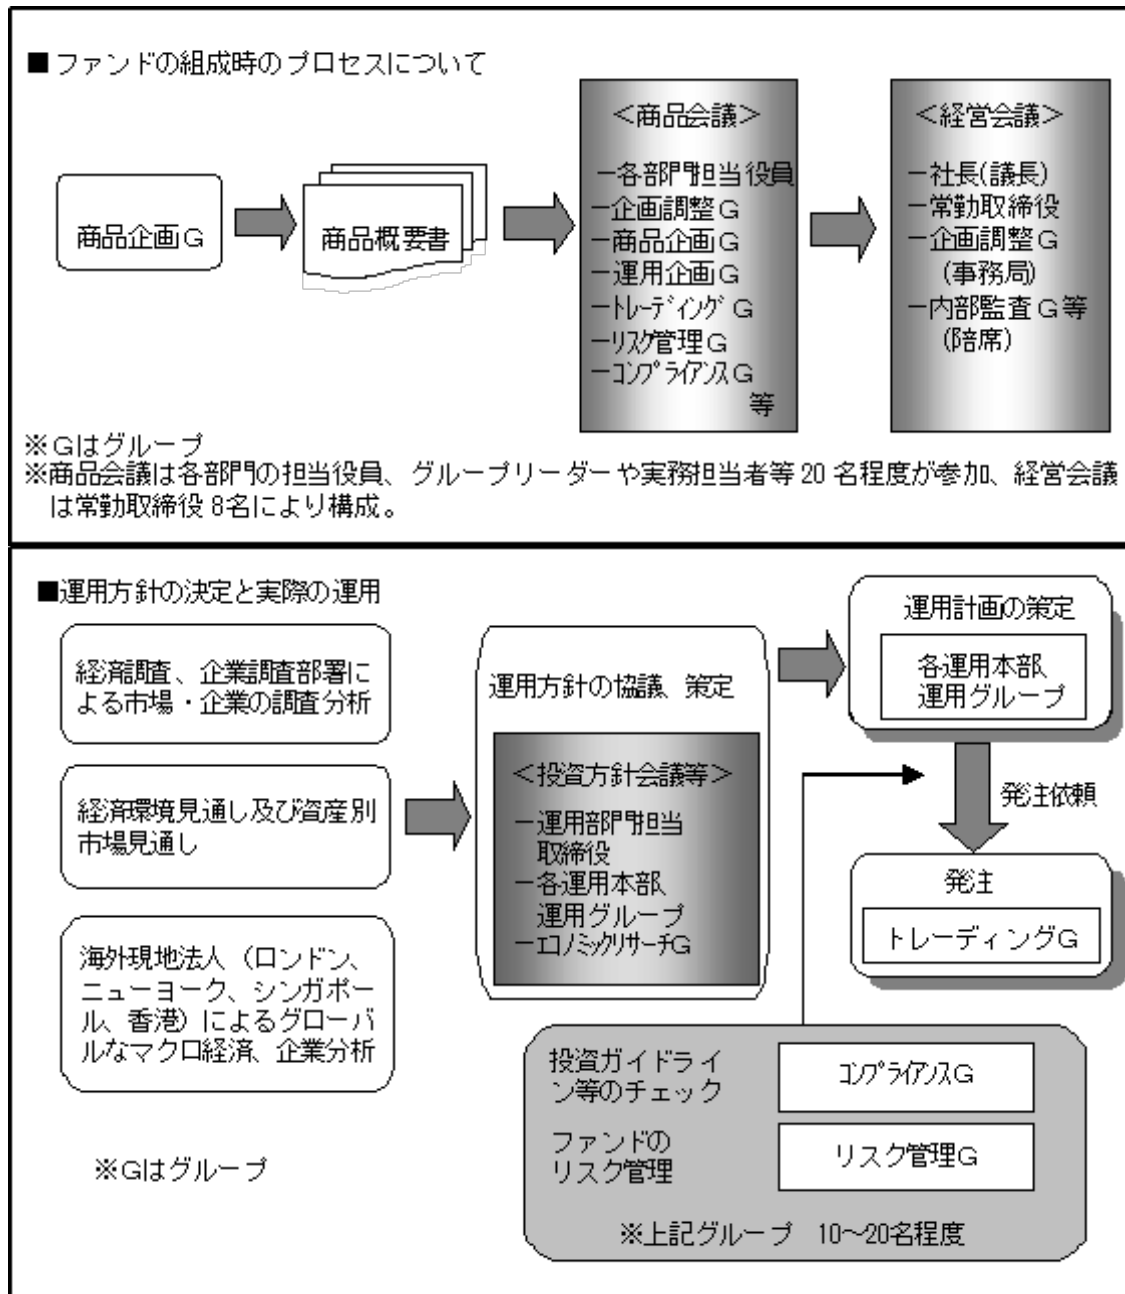 ■ファンドの組成時のプロセスについて
商品企画G
商品概要書
＜商品会議＞
－各部門担当役員
－企画調整G
－商品企画G
－運用企画G
－ﾄﾚｰﾃﾞｨﾝｸﾞG
－ﾘｽｸ管理G
－ｺﾝﾌﾟﾗｲｱﾝｽG
等
＜経営会議＞
－社長(議長)
－常勤取締役
－企画調整G
(事務局)
－内部監査G等
(陪席)
※Gはグループ
※商品会議は各部門の担当役員、グループリーダーや実務担当者等20名程度が参加、経営会議
は常勤取締役8名により構成。
■運用方針の決定と実際の運用
経済調査、企業調査部署に
よる市場・企業の調査分析
経済環境見通し及び資産別
市場見通し
海外現地法人（ロンドン、
ニューヨーク、シンガポー
ル、香港）によるグローバ
ルなマクロ経済、企業分析
※Gはグループ
運用方針の協議、策定
＜投資方針会議等＞
－運用部門担当
取締役
－各運用本部、
運用グループ
－ｴｺﾉﾐｯｸﾘｻｰﾁG
運用計画の策定
各運用本部、
運用グループ
発注依頼
発注
トレーディングG
投資ガイドライ
ン等のチェック
ｺﾝﾌﾟﾗｲｱﾝｽG
ファンドの
リスク管理
リスク管理G
※上記グループ　10～20名程度